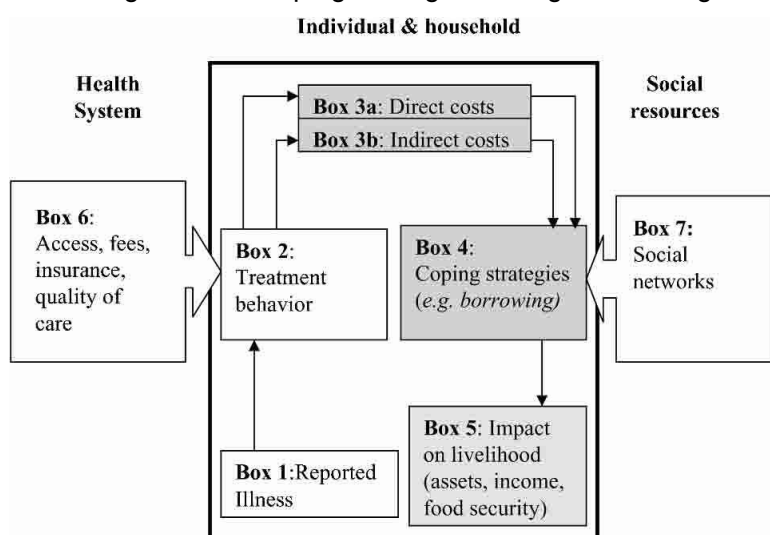 Individual & household
Health
System
Social
resources
Box 3a: Direct costs
Box 3b: Indirect costs
Box 6:
Access, fees,
insurance,
quality of
care
Box 2:
Treatment
behavior
Box 4:
Coping strategies
(e.g. borrowing)
Box 7:
Social
networks
Box 1:Reported
Illness
Box 5: Impact
on livelihood
(assets, income,
food security)